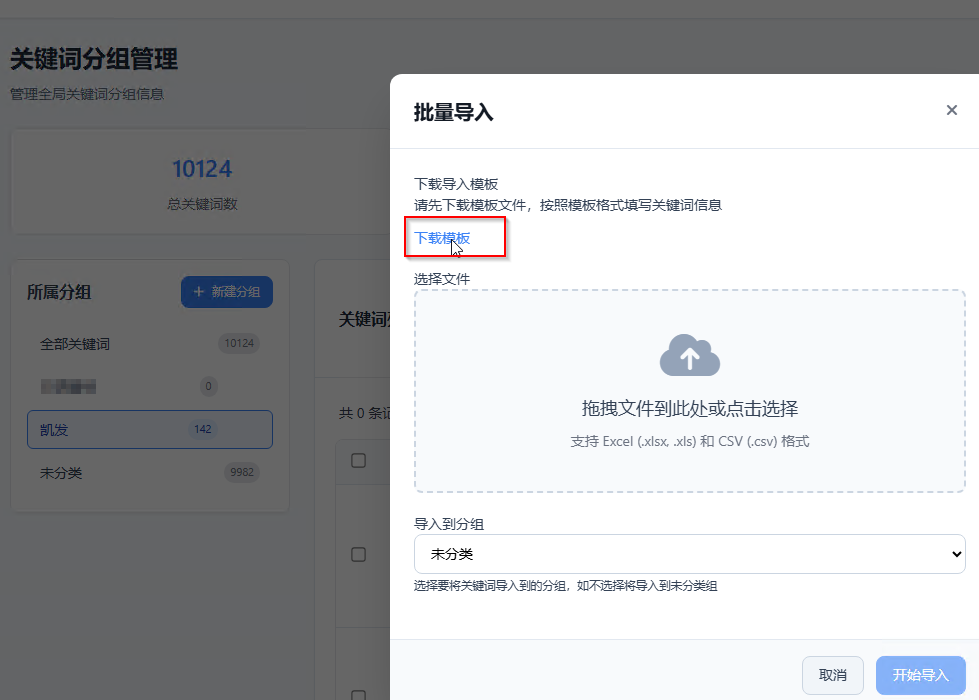 关键词分组管理
管理全局关键词分组信息
10124
总关键词数
所属分组
+ 新建分组
全部关键词 10124
0
凯发 142
未分类 9982
关键词
共 0 条记
批量导入
×
下载导入模板
请先下载模板文件，按照模板格式填写关键词信息
下载模板
选择文件
拖拽文件到此处或点击选择
支持 Excel (.xlsx, .xls) 和 CSV (.csv) 格式
导入到分组
未分类
选择要将关键词导入到的分组，如不选择将导入到未分类组
取消
开始导入